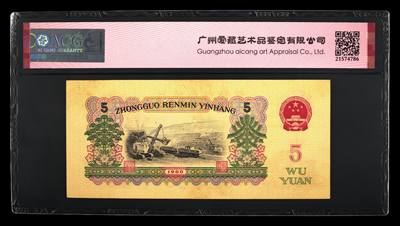 ACG
广州爱藏艺术品鉴定有限公司
Guangzhou aicang art Appraisal Co., Ltd.
21574786
5
5
ZHONGGUO RENMIN YINHANG
1960
5
WU
YUAN